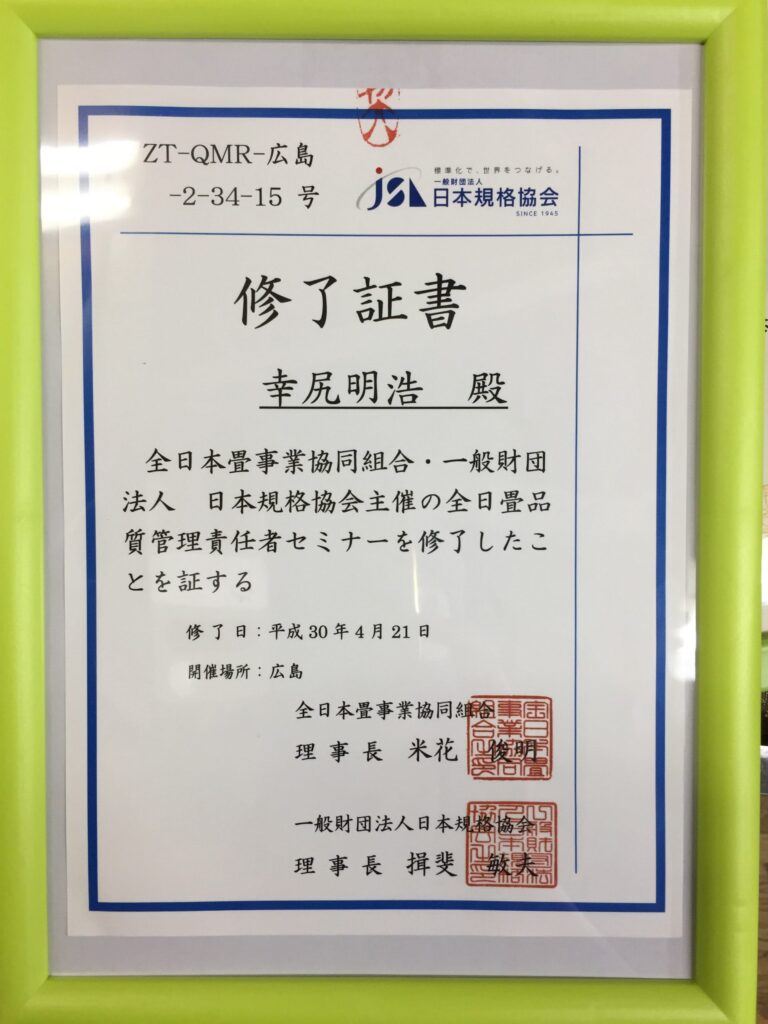 ZT-QMR-広島
-2-34-15 号
標準化で、世界をつなげる。
一般財団法人
JSA 日本規格協会
SINCE 1945
修了証書
幸尻明浩 殿
全日本畳事業協同組合・一般財団
法人 日本規格協会主催の全日畳品
質管理責任者セミナーを修了したこ
とを証する
修了日：平成30年4月21日
開催場所：広島
全日本畳事業協同組合
理事長 米花 俊明
一般財団法人日本規格協会
理事長 揖斐 敏夫